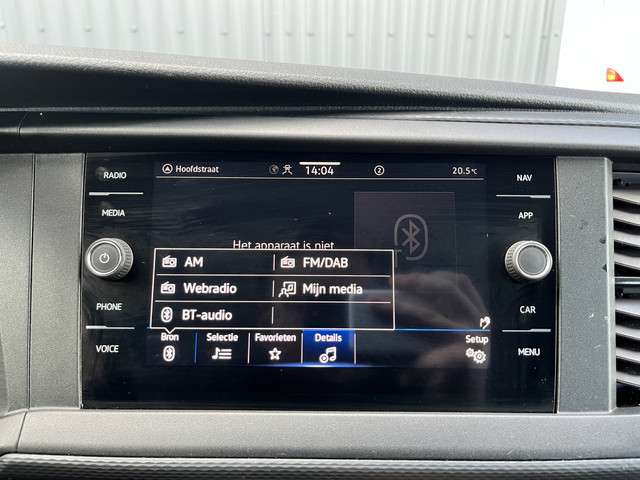 Hoofdstraat 14:04 2 20.5°C
RADIO
MEDIA
PHONE
VOICE
Het apparaat is niet
AM FM/DAB
Webradio Mijn media
BT-audio
Bron Selectie Favorieten Details Setup
NAV
APP
CAR
MENU